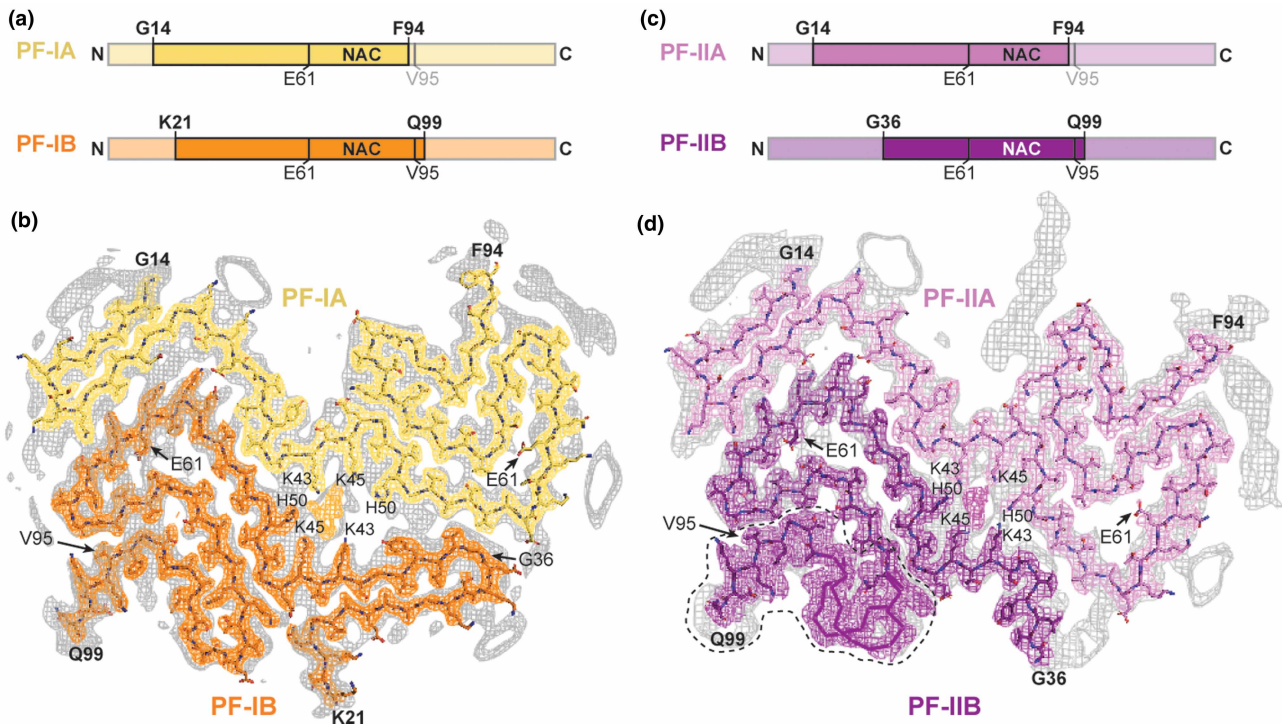 (a)
G14 F94
PF-IA N NAC C
E61 V95
K21 Q99
PF-IB N NAC C
E61 V95
(c)
G14 F94
PF-IIA N NAC C
E61 V95
G36 Q99
PF-IIB N NAC C
E61 V95
(b)
G14
F94
PF-IA
E61
K43
K45
E61
H50
H50
K45
K43
V95
G36
Q99
PF-IB
K21
(d)
G14
PF-IIA
F94
E61
K43
K45
H50
V95
K45
H50
K43
E61
Q99
G36
PF-IIB